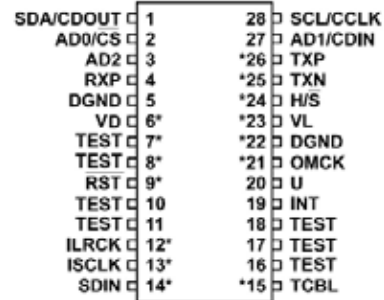 SDA/CDOUT 1 28 SCL/CCLK
AD0/CS 2 27 AD1/CDIN
AD2 3 *26 TXP
RXP 4 *25 TXN
DGND 5 *24 H/S
VD 6* *23 VL
TEST 7* *22 DGND
TEST 8* *21 OMCK
RST 9* 20 U
TEST 10 19 INT
TEST 11 18 TEST
ILRCK 12* 17 TEST
ISCLK 13* 16 TEST
SDIN 14* *15 TCBL